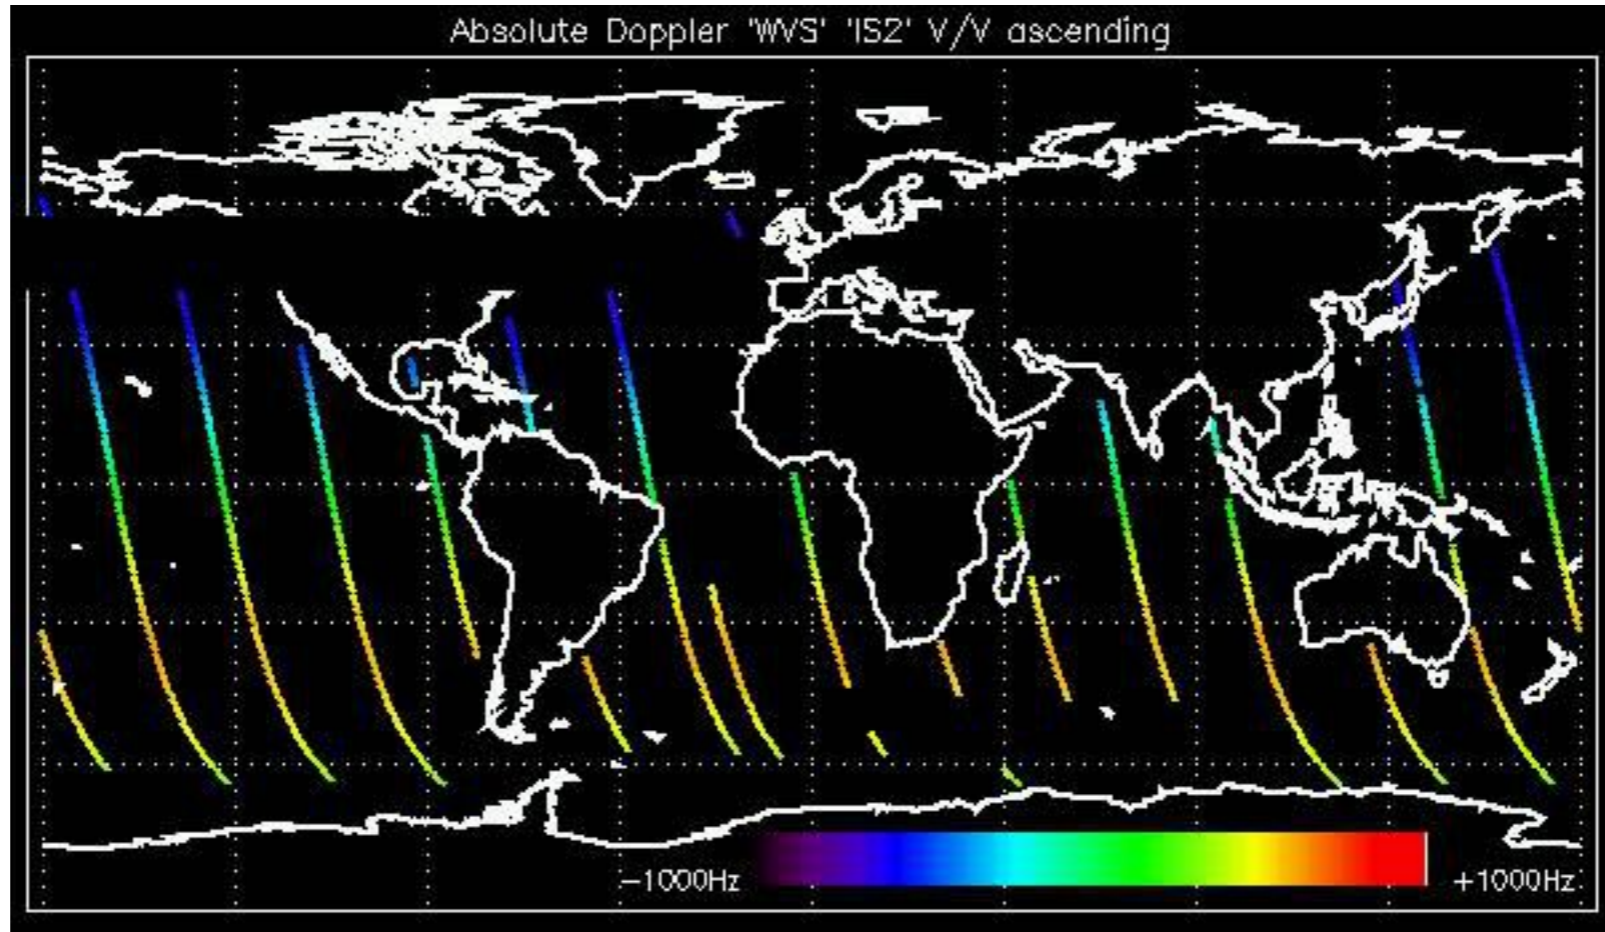 Absolute Doppler 'WVS' 'IS2' V/V ascending
−1000Hz
+1000Hz